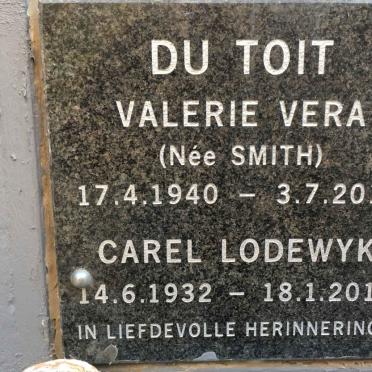 DU TOIT
VALERIE VERA
(Née SMITH)
17.4.1940 – 3.7.20
CAREL LODEWYK
14.6.1932 – 18.1.201
IN LIEFDEVOLLE HERINNERING